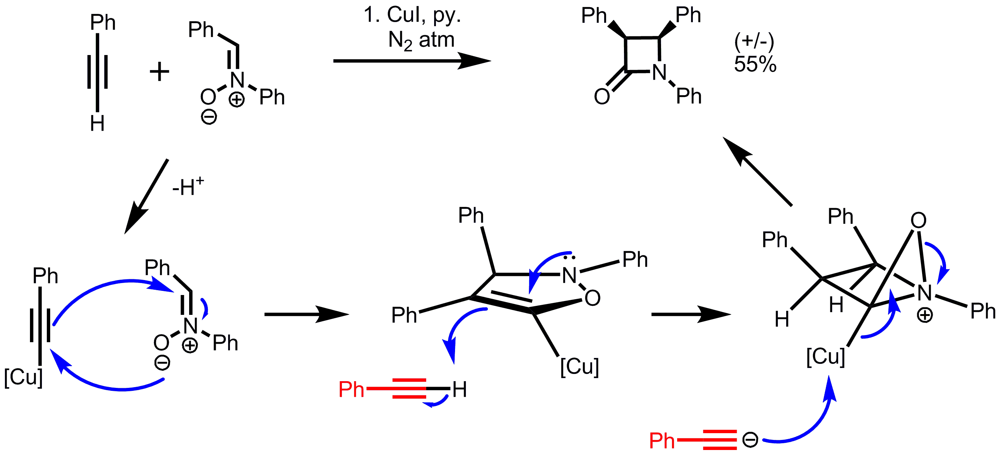 Ph
H
+
Ph
N
O
⊕
Ph
⊖
1. CuI, py.
N₂ atm
Ph
Ph
N
O
Ph
(+/-)
55%
-H⁺
Ph
[Cu]
Ph
N
O
⊕
Ph
⊖
Ph
N
Ph
O
Ph
[Cu]
Ph
H
Ph
O
Ph
N
H
H
⊕
Ph
[Cu]
Ph
⊖